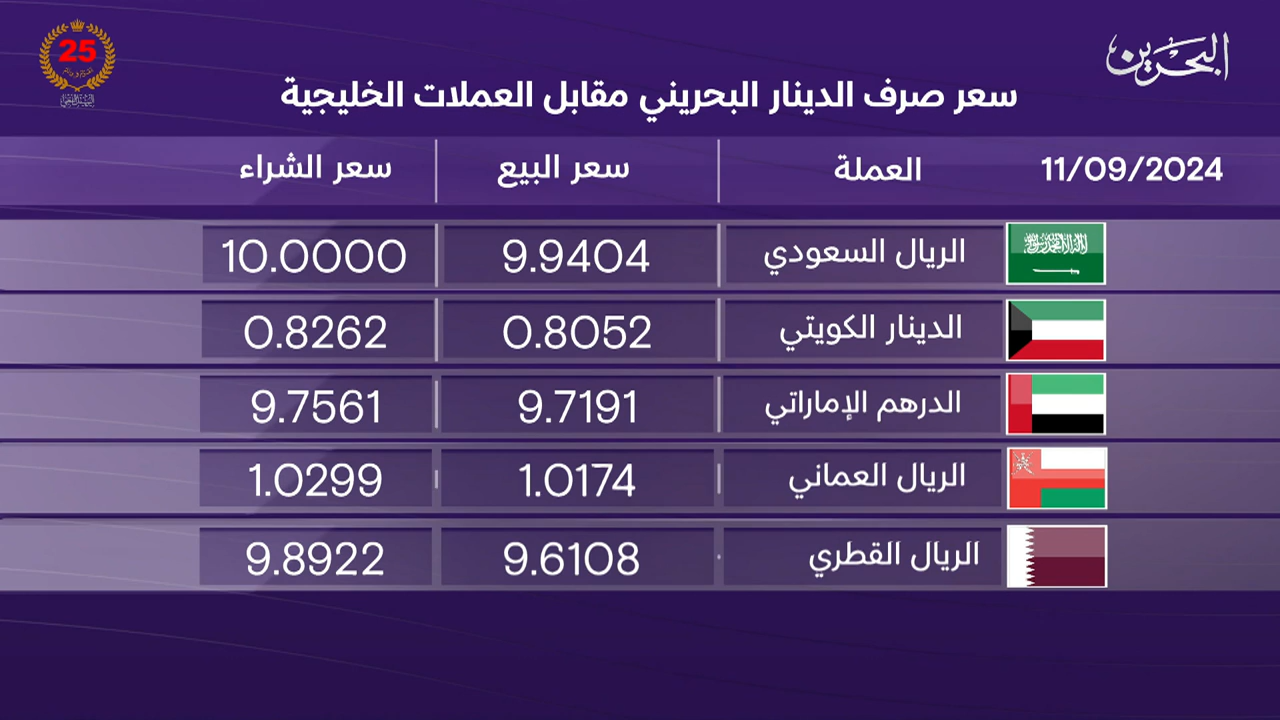 البحرين
25
سعر صرف الدينار البحريني مقابل العملات الخليجية
11/09/2024 العملة سعر البيع سعر الشراء
الريال السعودي 9.9404 10.0000
الدينار الكويتي 0.8052 0.8262
الدرهم الإماراتي 9.7191 9.7561
الريال العماني 1.0174 1.0299
الريال القطري 9.6108 9.8922